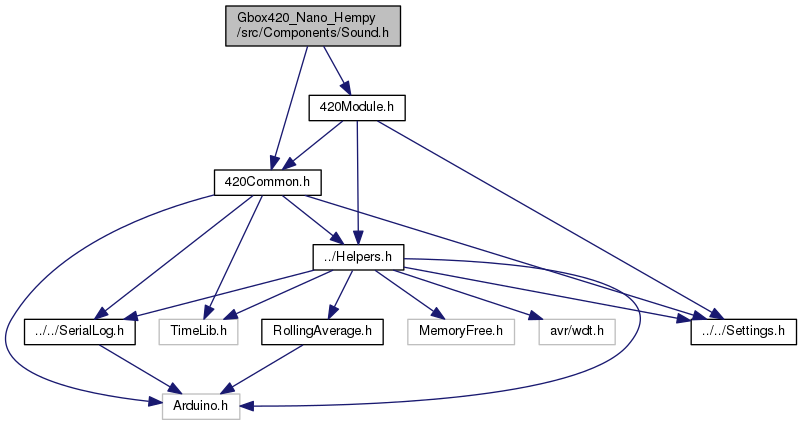 Gbox420_Nano_Hempy
/src/Components/Sound.h
420Module.h
420Common.h
../Helpers.h
../../SerialLog.h
TimeLib.h
RollingAverage.h
MemoryFree.h
avr/wdt.h
../../Settings.h
Arduino.h